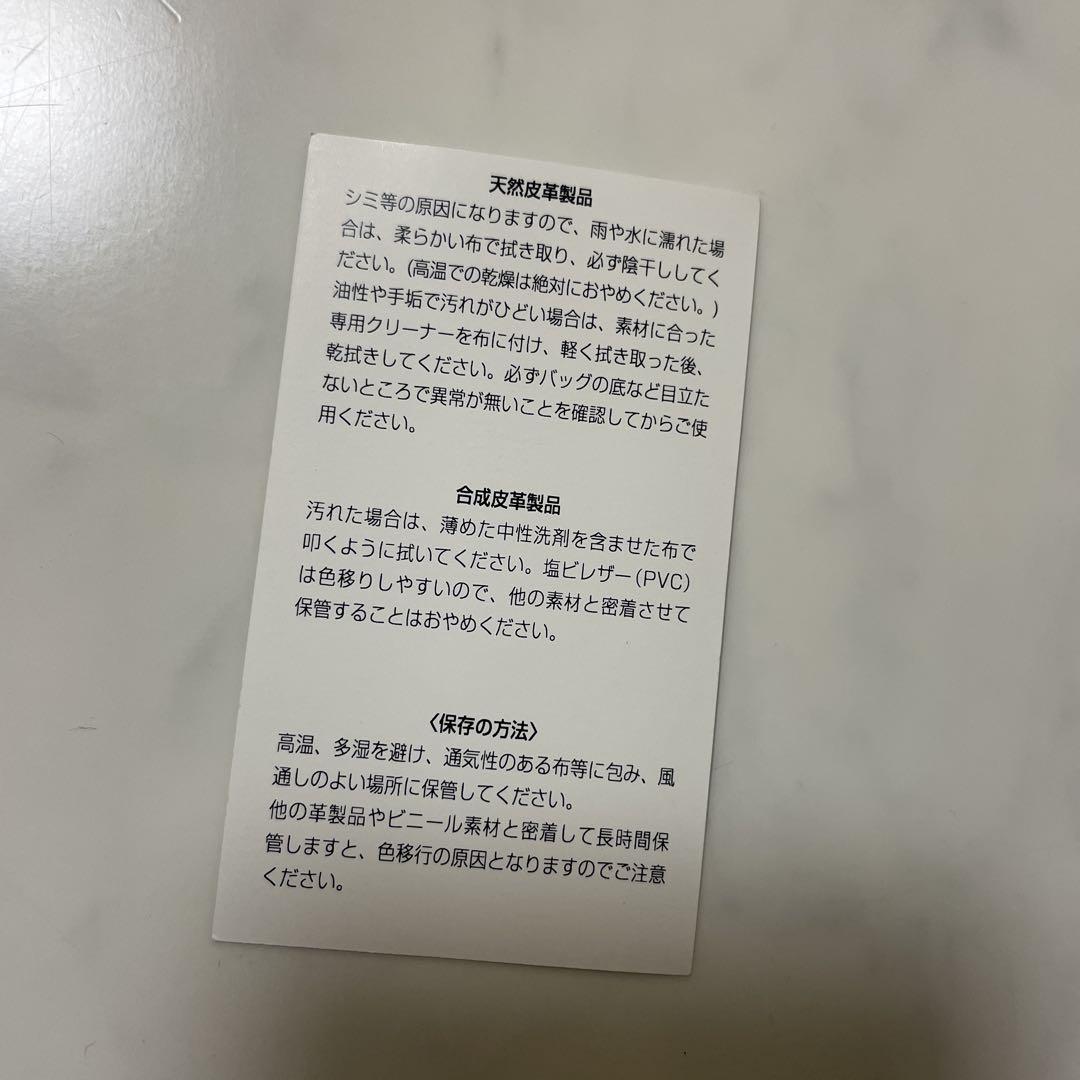 天然皮革製品
シミ等の原因になりますので、雨や水に濡れた場
合は、柔らかい布で拭き取り、必ず陰干ししてく
ださい。(高温での乾燥は絶対におやめください。)
油性や手垢で汚れがひどい場合は、素材に合った
専用クリーナーを布に付け、軽く拭き取った後、
乾拭きしてください。必ずバッグの底など目立た
ないところで異常が無いことを確認してからご使
用ください。
合成皮革製品
汚れた場合は、薄めた中性洗剤を含ませた布で
叩くように拭いてください。塩ビレザー(PVC)
は色移りしやすいので、他の素材と密着させて
保管することはおやめください。
〈保存の方法〉
高温、多湿を避け、通気性のある布等に包み、風
通しのよい場所に保管してください。
他の革製品やビニール素材と密着して長時間保
管しますと、色移行の原因となりますのでご注意
ください。